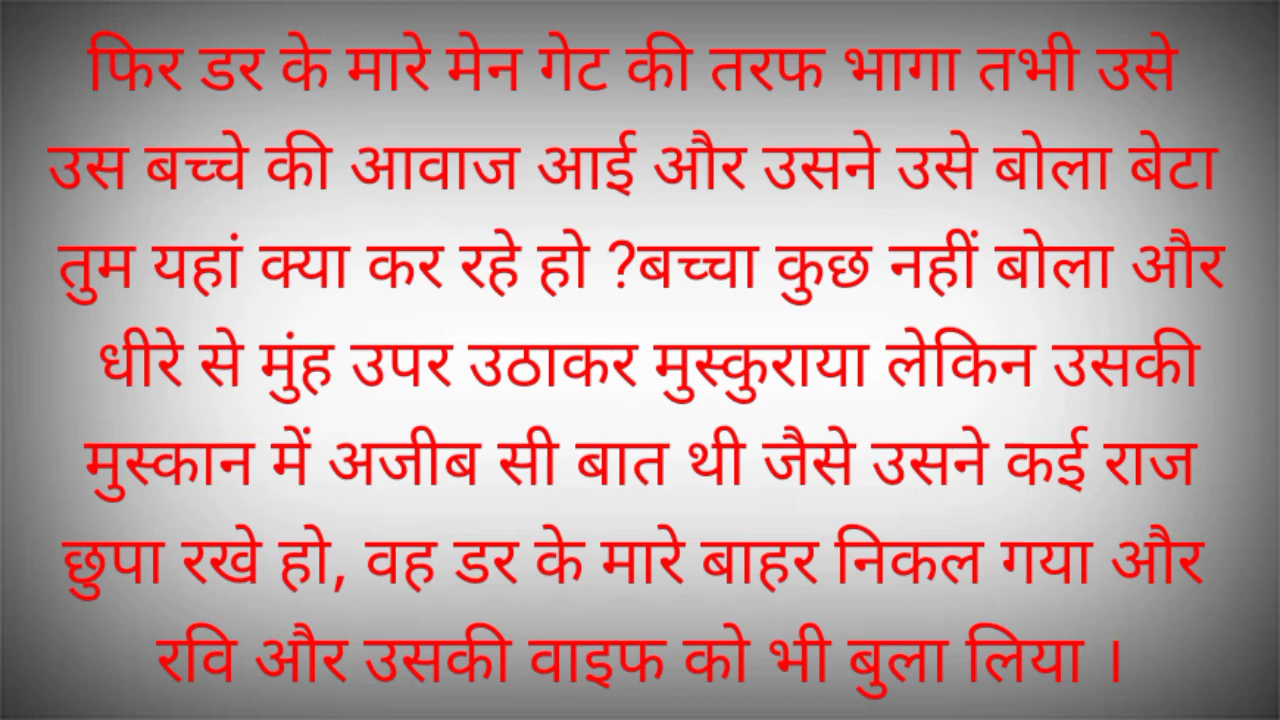 फिर डर के मारे मेन गेट की तरफ भागा तभी उसे
उस बच्चे की आवाज आई और उसने उसे बोला बेटा
तुम यहां क्या कर रहे हो ?बच्चा कुछ नहीं बोला और
धीरे से मुंह उपर उठाकर मुस्कुराया लेकिन उसकी
मुस्कान में अजीब सी बात थी जैसे उसने कई राज
छुपा रखे हो, वह डर के मारे बाहर निकल गया और
रवि और उसकी वाइफ को भी बुला लिया ।